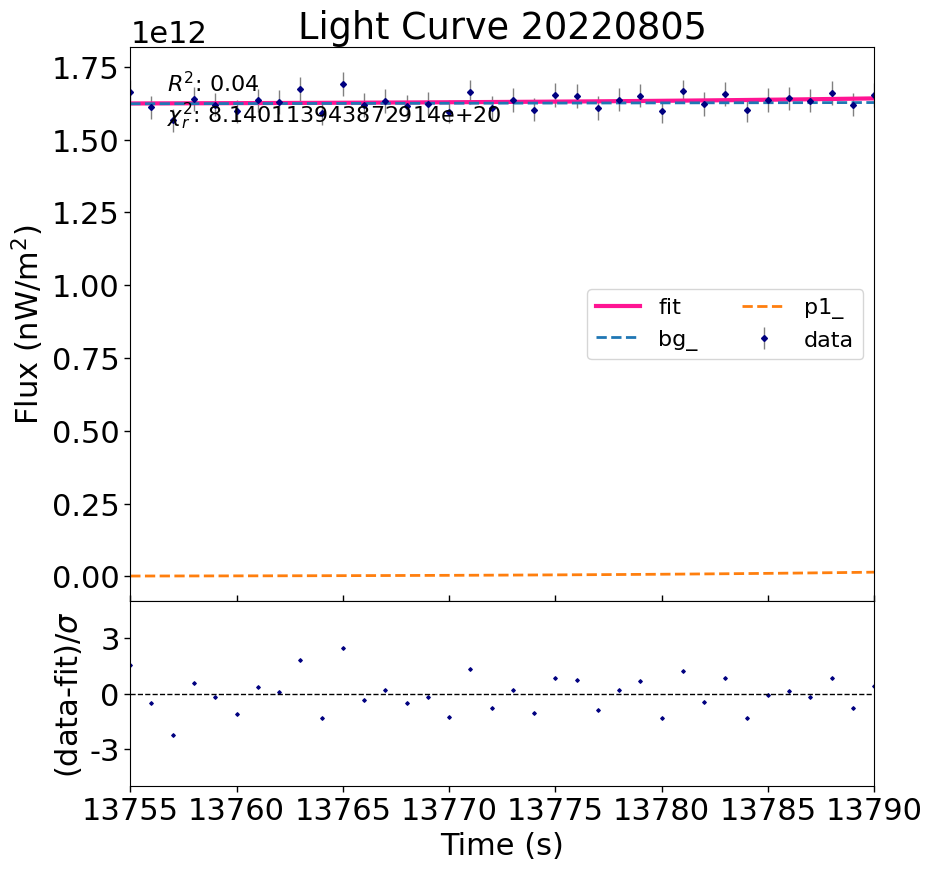 Light Curve 20220805
1e12
R²: 0.04
χ²ᵣ: 8.140113943872914e+20
1.75
1.50
1.25
1.00
0.75
0.50
0.25
0.00
Flux (nW/m²)
fit
bg_
p1_
data
3
0
-3
(data-fit)/σ
13755 13760 13765 13770 13775 13780 13785 13790
Time (s)